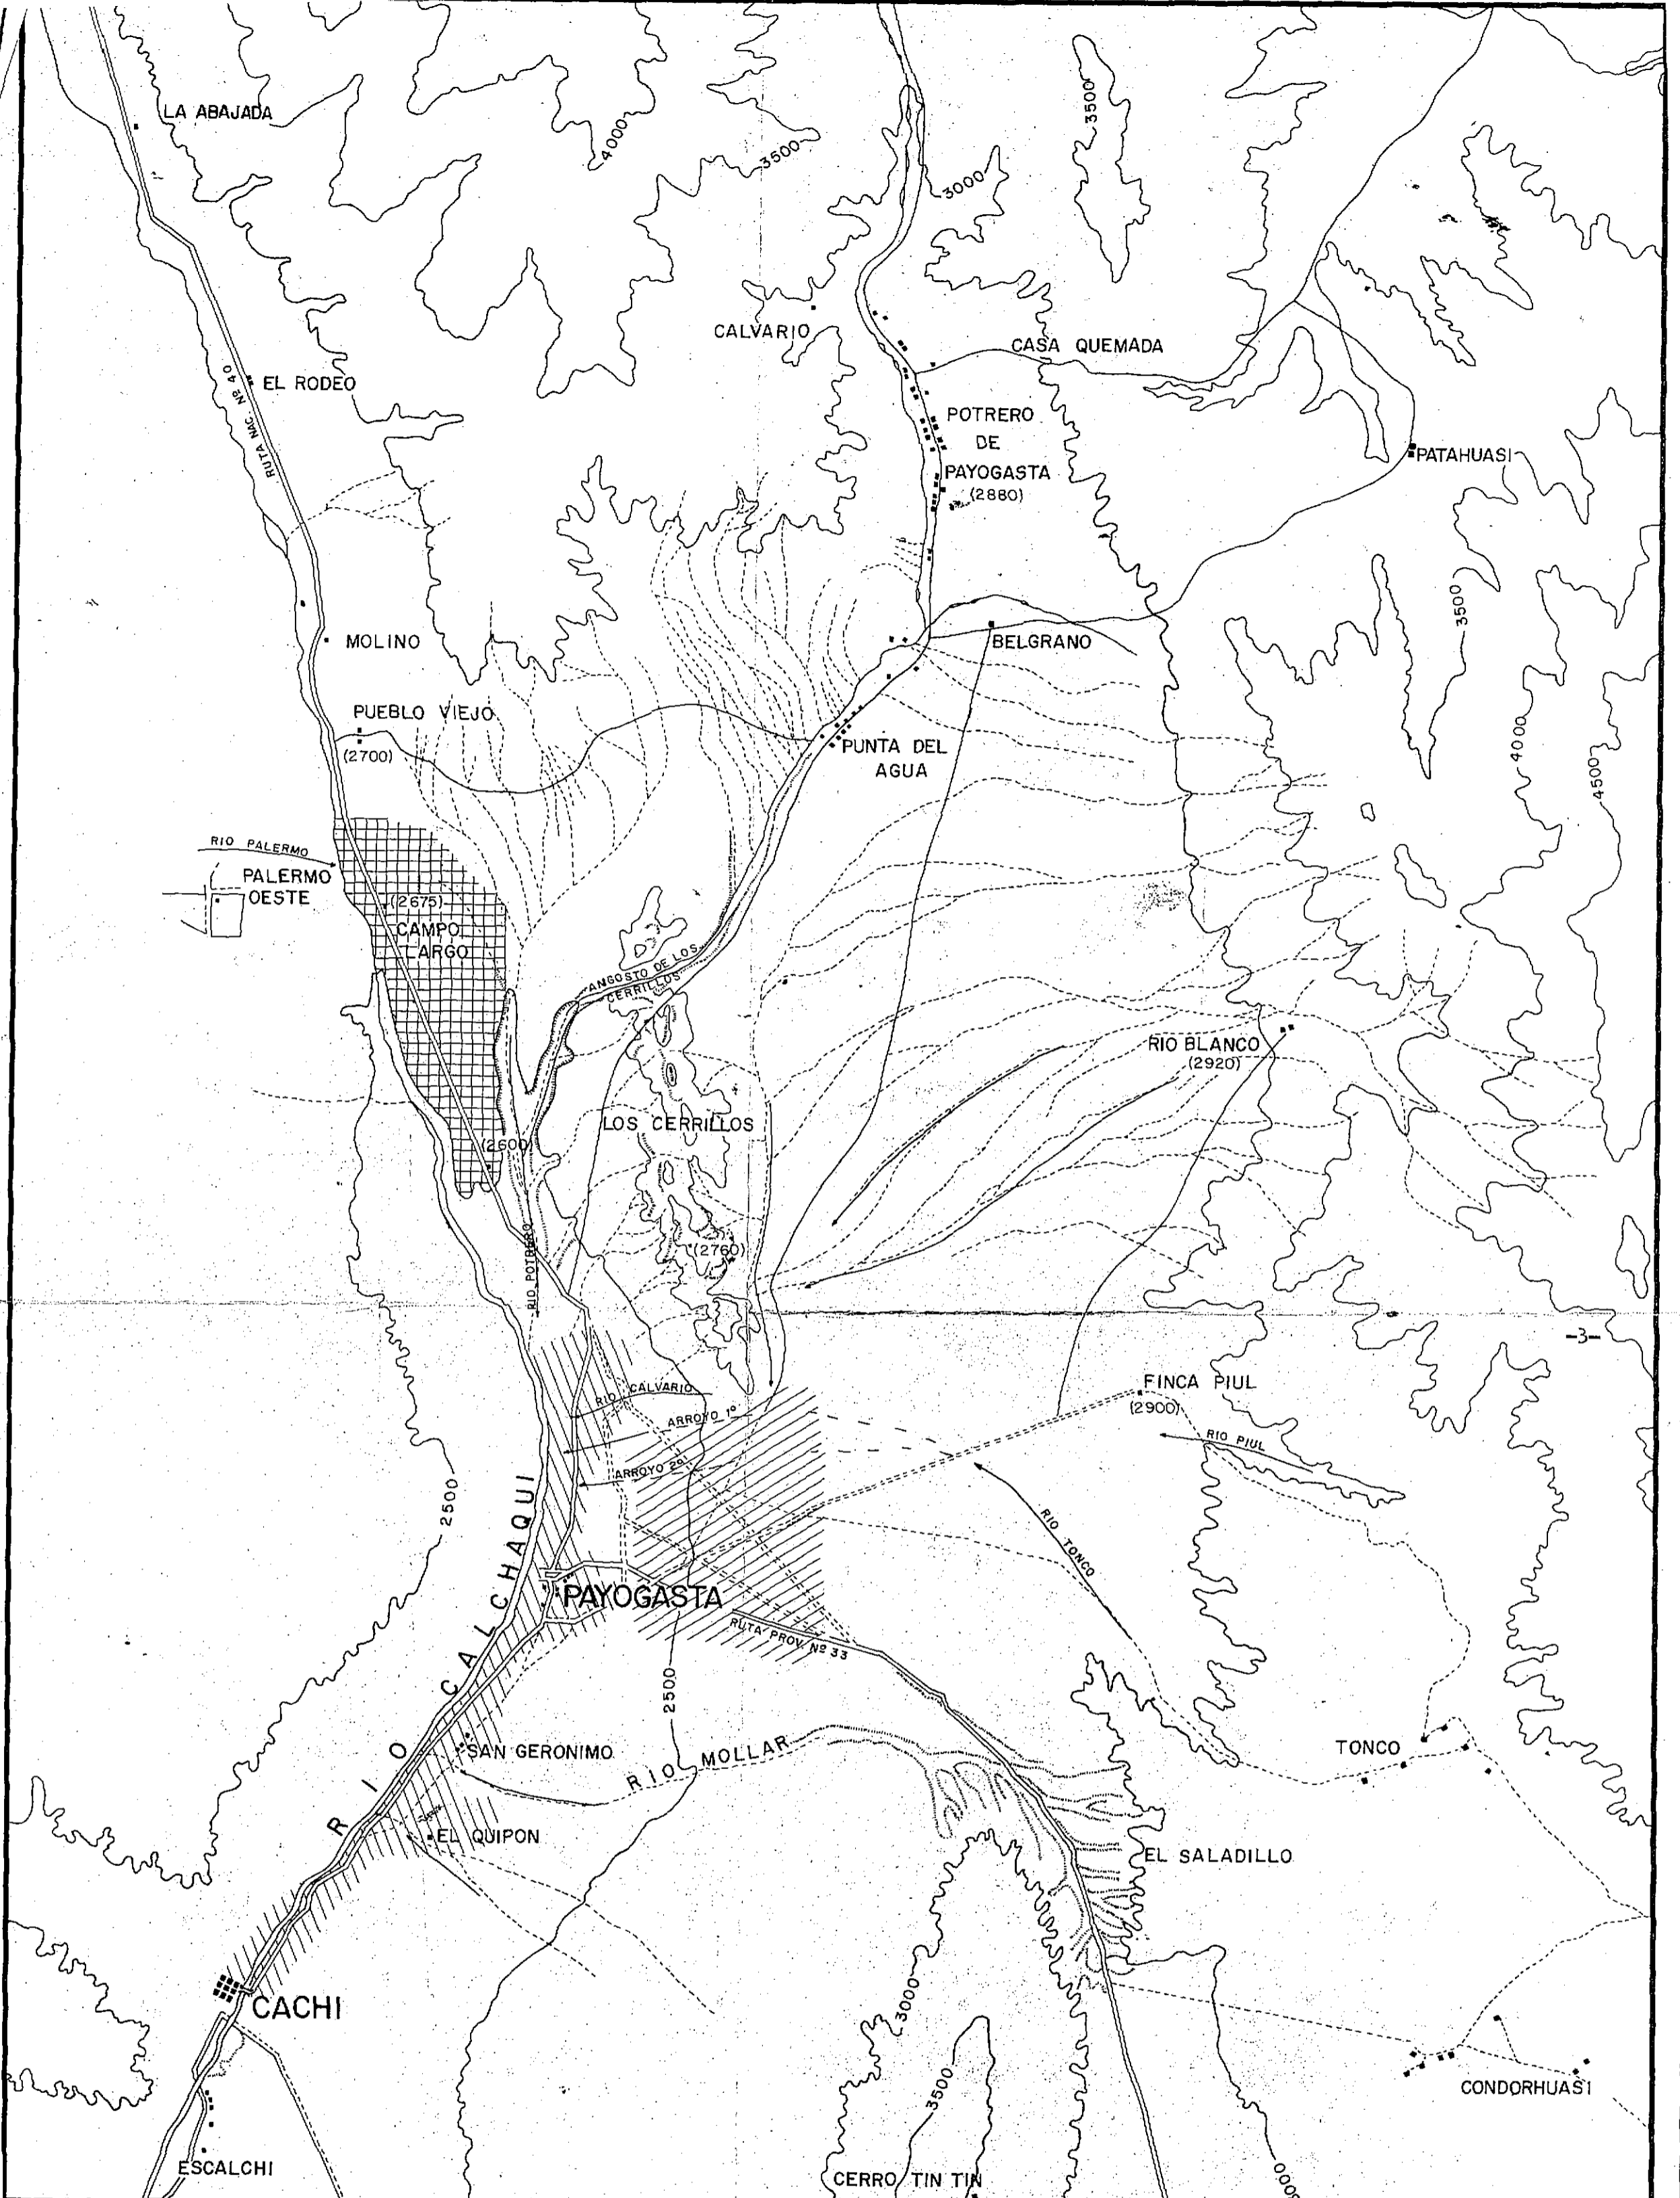 LA ABAJADA
4000
3500
3500
3000
CALVARIO
CASA QUEMADA
RUTA NAC. Nº 40
EL RODEO
POTRERO
DE
PAYOGASTA
(2880)
PATAHUASI
3500
MOLINO
BELGRANO
PUEBLO VIEJO
(2700)
PUNTA DEL
AGUA
4000
4500
RIO PALERMO
PALERMO
OESTE
(2675)
CAMPO
LARGO
ANGOSTO DE LOS
CERRILLOS
RIO BLANCO
(2920)
LOS CERRILLOS
(2600)
(2760)
RIO POTRERO
-3-
FINCA PIUL
(2900)
RIO CALVARIO
ARROYO 1º
RIO PIUL
ARROYO 2º
2500
RIO TONCO
RIO CALCHAQUI
PAYOGASTA
RUTA PROV. Nº 33
2500
SAN GERONIMO
RIO MOLLAR
TONCO
EL QUIPON
EL SALADILLO
3000
CACHI
3500
CONDORHUASI
ESCALCHI
CERRO TIN TIN